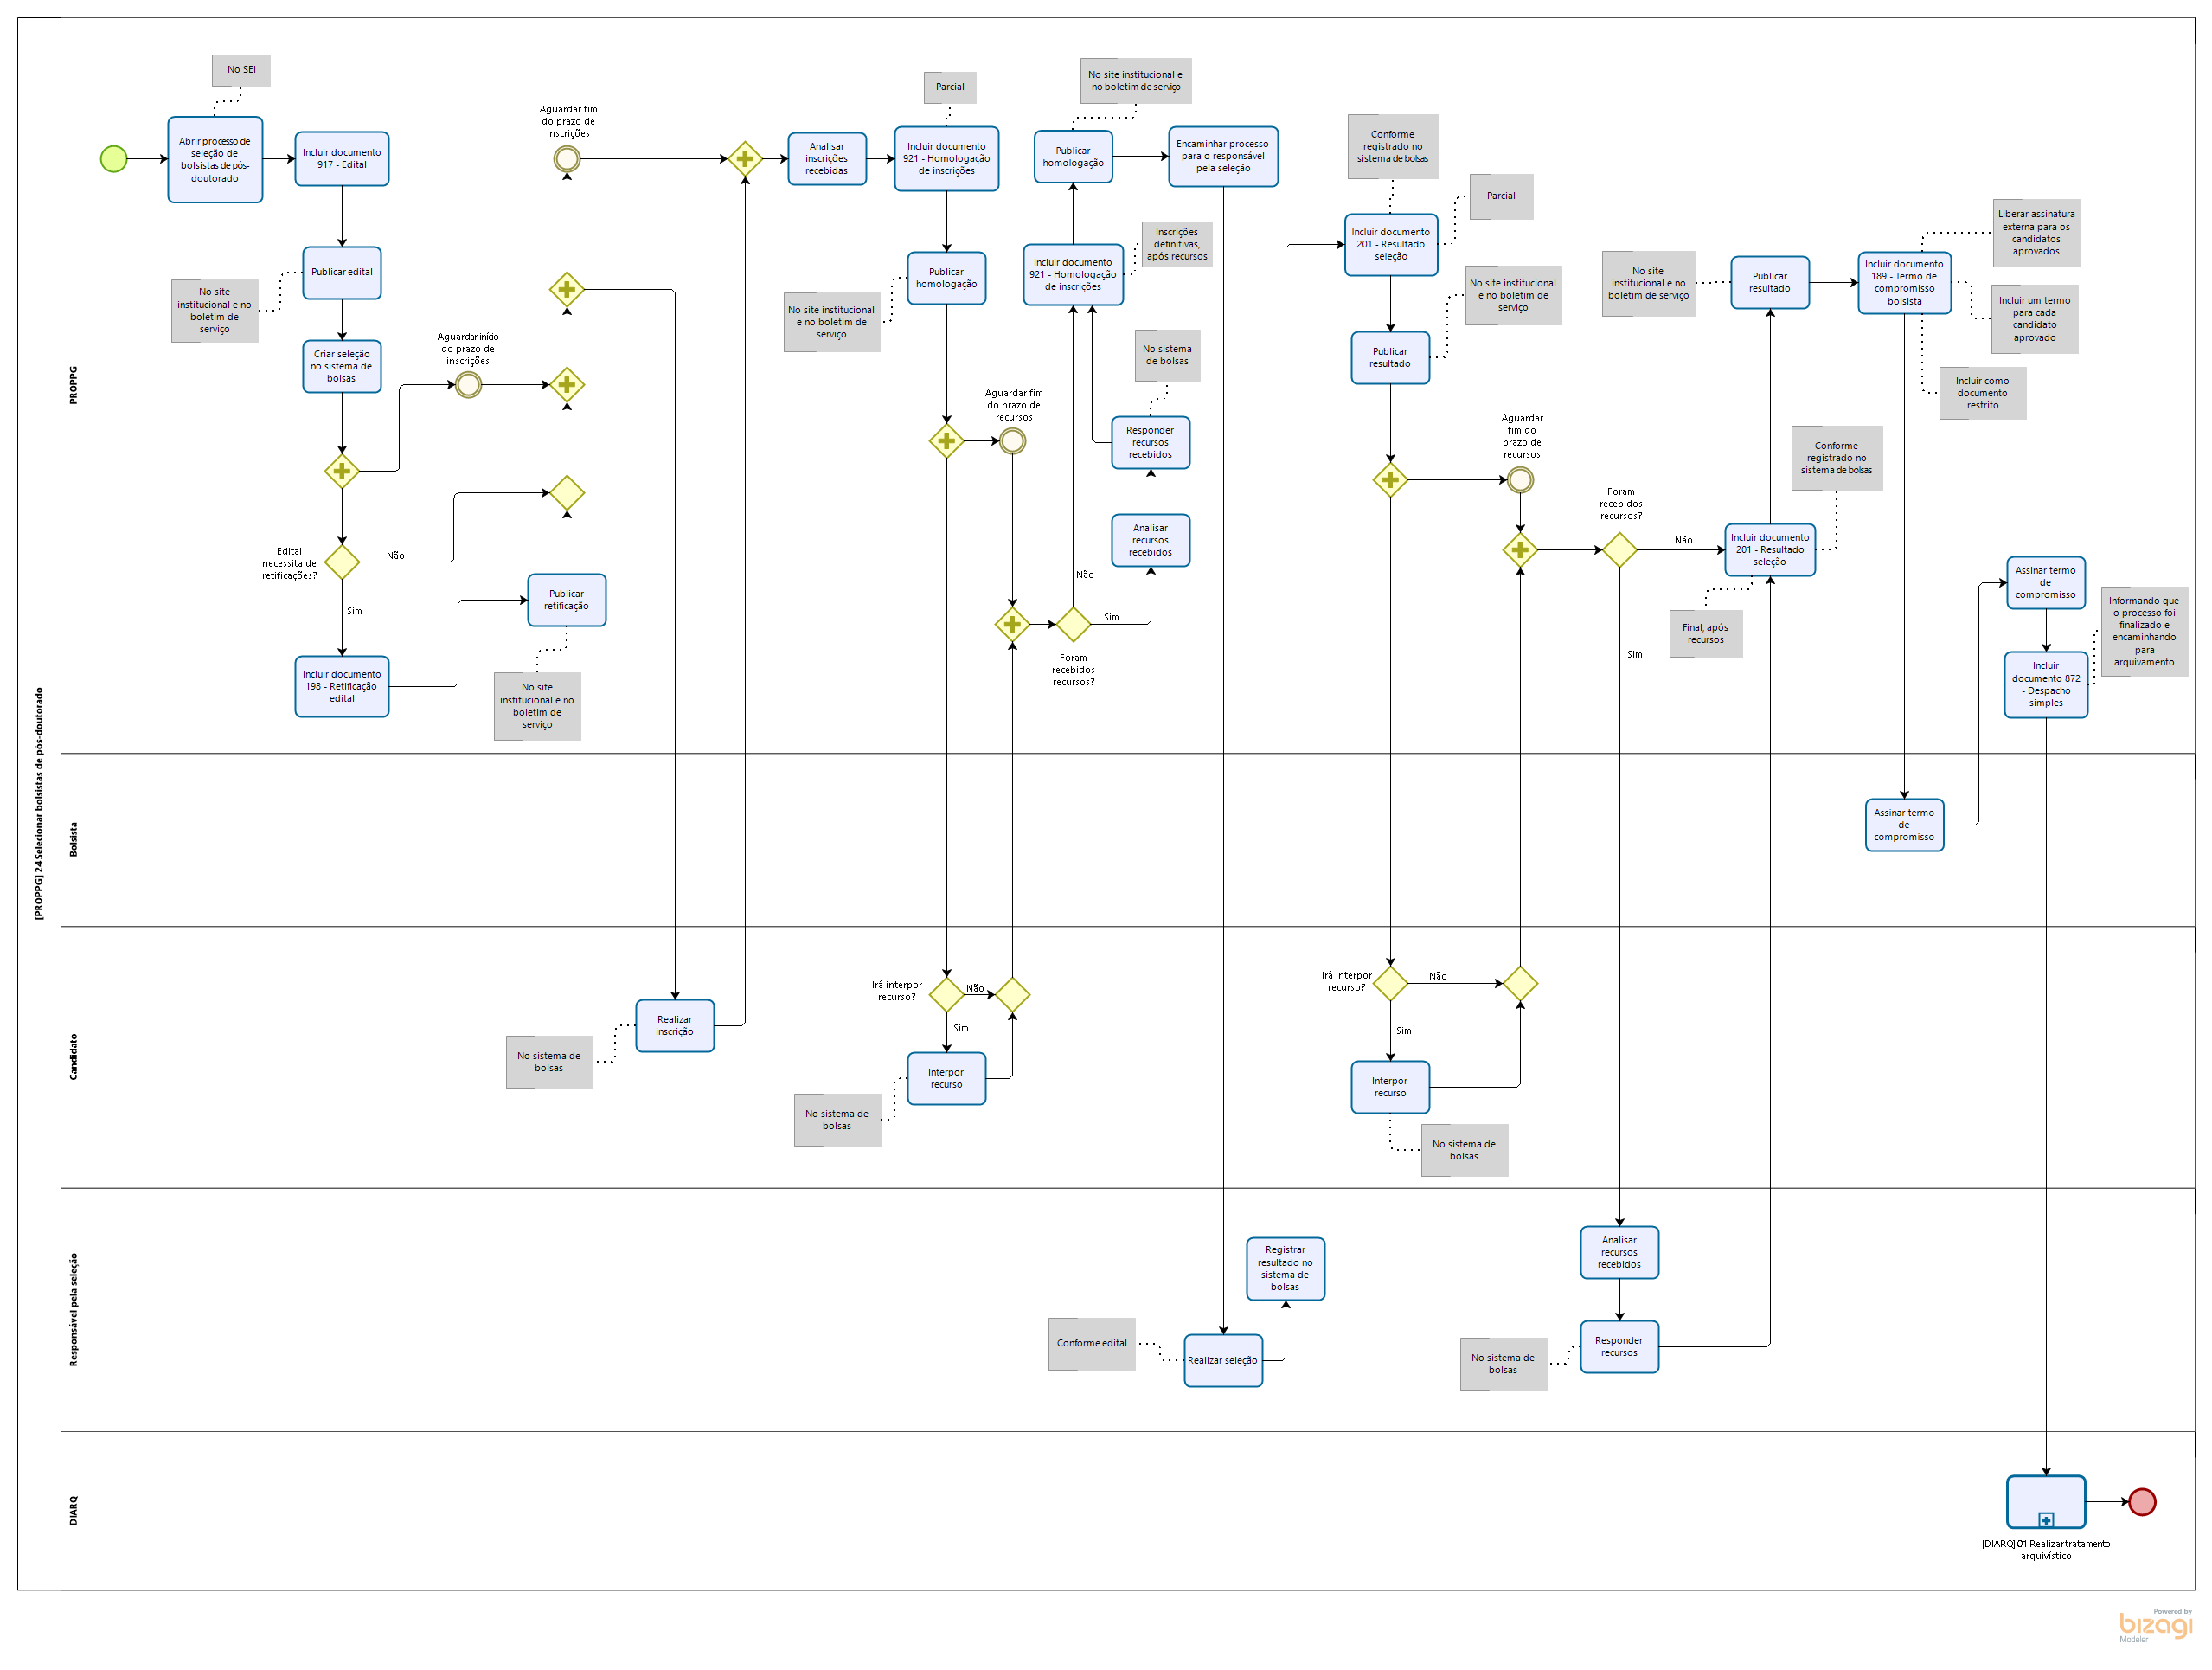 [PROPPG] 24 Selecionar bolsistas de pós-doutorado
PROPPG
No SEI
Abrir processo de
seleção de
bolsistas de pós-
doutorado
Incluir documento
917 - Edital
Publicar edital
No site
institucional e no
boletim de
serviço
Criar seleção
no sistema de
bolsas
Aguardar início
do prazo de
inscrições
Edital
necessita de
retificações?
Não
Sim
Incluir documento
198 - Retificação
edital
Publicar
retificação
No site
institucional e no
boletim de
serviço
Aguardar fim
do prazo de
inscrições
Analisar
inscrições
recebidas
Parcial
Incluir documento
921 - Homologação
de inscrições
Publicar
homologação
No site institucional
e no boletim de
serviço
Aguardar fim
do prazo de
recursos
Foram
recebidos
recursos?
Não
Sim
Analisar
recursos
recebidos
Responder
recursos
recebidos
No sistema
de bolsas
Incluir documento
921 - Homologação
de inscrições
Inscrições
definitivas,
após recursos
Publicar
homologação
No site institucional e
no boletim de serviço
Encaminhar processo
para o responsável
pela seleção
Conforme
registrado no
sistema de bolsas
Parcial
Incluir documento
201 - Resultado
seleção
No site institucional
e no boletim de
serviço
Publicar
resultado
Aguardar
fim do
prazo de
recursos
Foram
recebidos
recursos?
Não
Sim
Incluir documento
201 - Resultado
seleção
Conforme
registrado no
sistema de bolsas
Final, após
recursos
Publicar
resultado
No site
institucional e no
boletim de serviço
Incluir documento
189 - Termo de
compromisso
bolsista
Liberar assinatura
externa para os
candidatos
aprovados
Incluir um termo
para cada
candidato
aprovado
Incluir como
documento
restrito
Assinar termo
de
compromisso
Incluir
documento 872
- Despacho
simples
Informando que
o processo foi
finalizado e
encaminhando
para
arquivamento
Bolsista
Assinar termo
de
compromisso
Candidato
Realizar
inscrição
No sistema de
bolsas
Irá interpor
recurso?
Não
Sim
Interpor
recurso
No sistema de
bolsas
Irá interpor
recurso?
Não
Sim
Interpor
recurso
No sistema de
bolsas
Responsável pela seleção
Conforme edital
Realizar seleção
Registrar
resultado no
sistema de
bolsas
Analisar
recursos
recebidos
Responder
recursos
No sistema de
bolsas
DIARQ
[DIARQ] 01 Realizar tratamento
arquivístico
Powered by
bizagi
Modeler